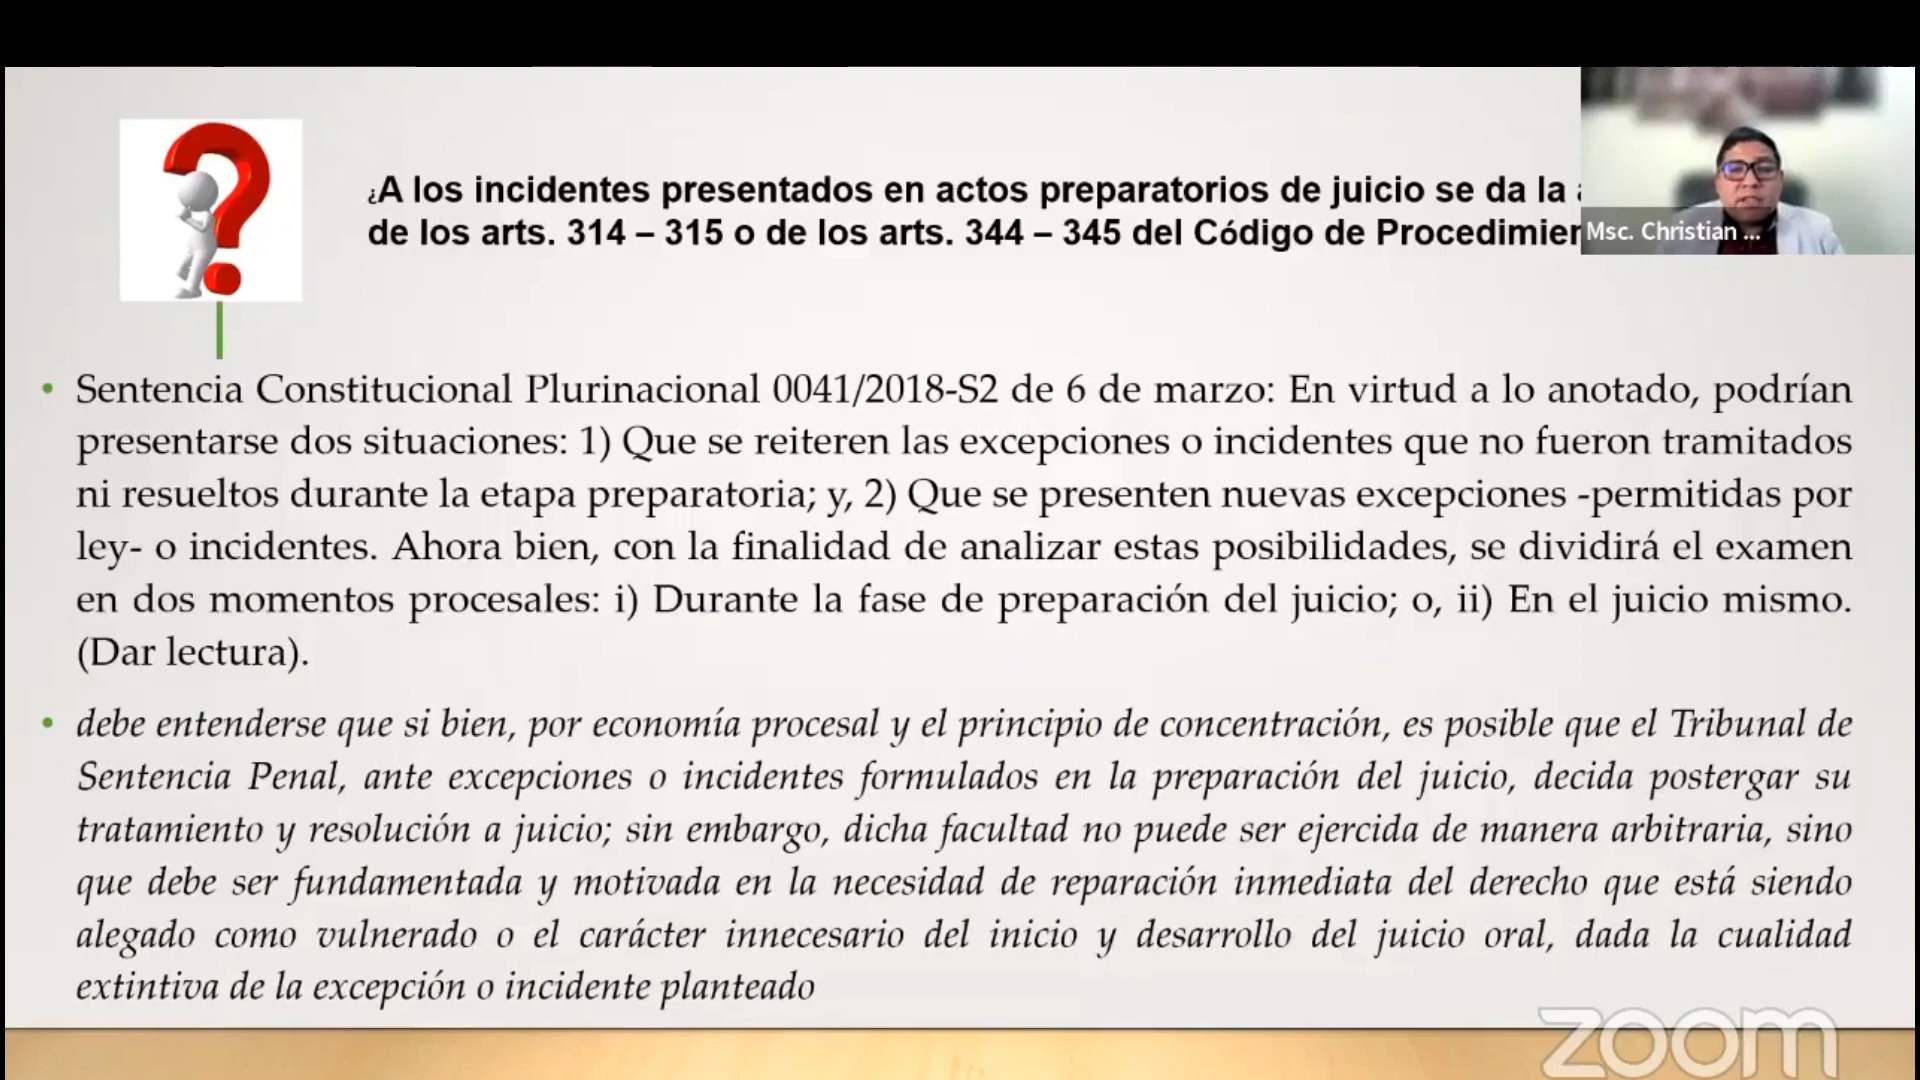 ¿A los incidentes presentados en actos preparatorios de juicio se da la
de los arts. 314 – 315 o de los arts. 344 – 345 del Código de
Msc. Christian ...
• Sentencia Constitucional Plurinacional 0041/2018-S2 de 6 de marzo: En virtud a lo anotado, podrían
presentarse dos situaciones: 1) Que se reiteren las excepciones o incidentes que no fueron tramitados
ni resueltos durante la etapa preparatoria; y, 2) Que se presenten nuevas excepciones -permitidas por
ley- o incidentes. Ahora bien, con la finalidad de analizar estas posibilidades, se dividirá el examen
en dos momentos procesales: i) Durante la fase de preparación del juicio; o, ii) En el juicio mismo.
(Dar lectura).
• debe entenderse que si bien, por economía procesal y el principio de concentración, es posible que el Tribunal de
Sentencia Penal, ante excepciones o incidentes formulados en la preparación del juicio, decida postergar su
tratamiento y resolución a juicio; sin embargo, dicha facultad no puede ser ejercida de manera arbitraria, sino
que debe ser fundamentada y motivada en la necesidad de reparación inmediata del derecho que está siendo
alegado como vulnerado o el carácter innecesario del inicio y desarrollo del juicio oral, dada la cualidad
extintiva de la excepción o incidente planteado
zoom